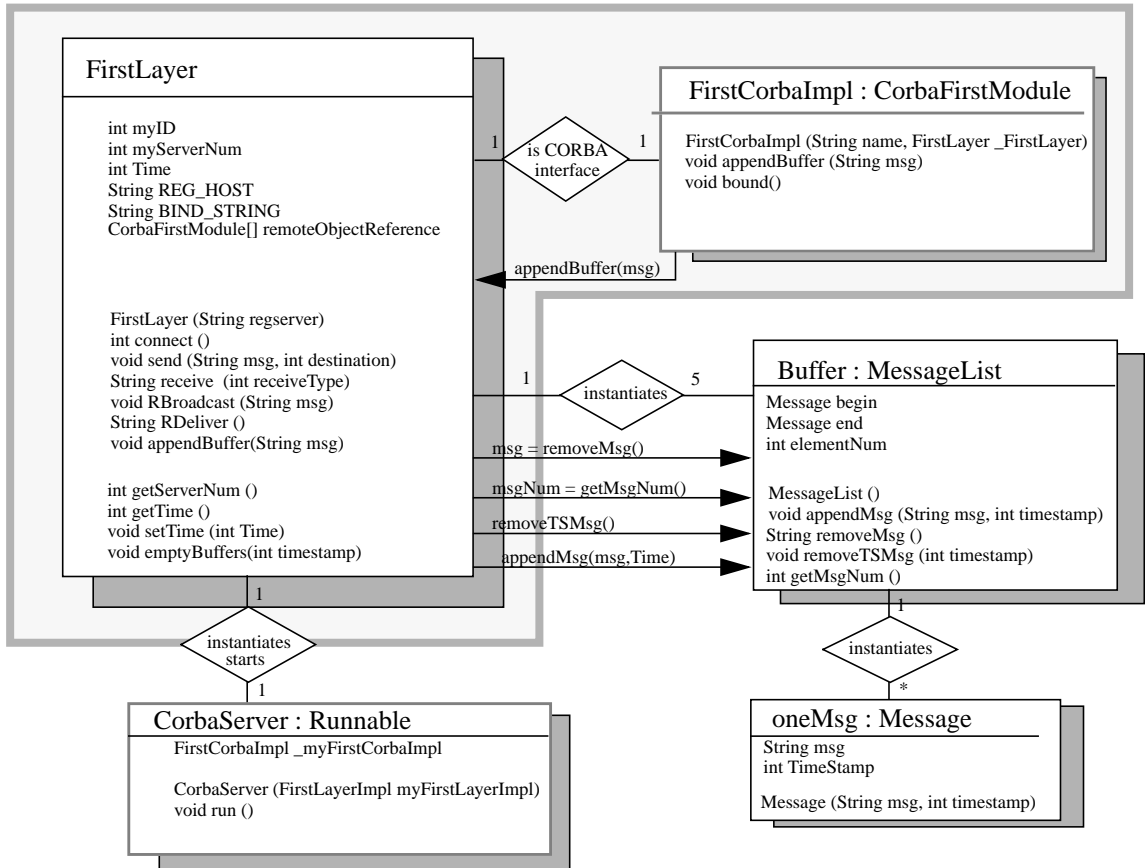 FirstLayer
int myID
int myServerNum
int Time
String REG_HOST
String BIND_STRING
CorbaFirstModule[] remoteObjectReference
FirstLayer (String regserver)
int connect ()
void send (String msg, int destination)
String receive (int receiveType)
void RBroadcast (String msg)
String RDeliver ()
void appendBuffer(String msg)
int getServerNum ()
int getTime ()
void setTime (int Time)
void emptyBuffers(int timestamp)
1
is CORBA
interface
1
FirstCorbaImpl : CorbaFirstModule
FirstCorbaImpl (String name, FirstLayer _FirstLayer)
void appendBuffer (String msg)
void bound()
appendBuffer(msg)
1
instantiates
5
Buffer : MessageList
Message begin
Message end
int elementNum
MessageList ()
void appendMsg (String msg, int timestamp)
String removeMsg ()
void removeTSMsg (int timestamp)
int getMsgNum ()
msg = removeMsg()
msgNum = getMsgNum()
removeTSMsg()
appendMsg(msg,Time)
1
instantiates
starts
1
CorbaServer : Runnable
FirstCorbaImpl _myFirstCorbaImpl
CorbaServer (FirstLayerImpl myFirstLayerImpl)
void run ()
1
instantiates
*
oneMsg : Message
String msg
int TimeStamp
Message (String msg, int timestamp)